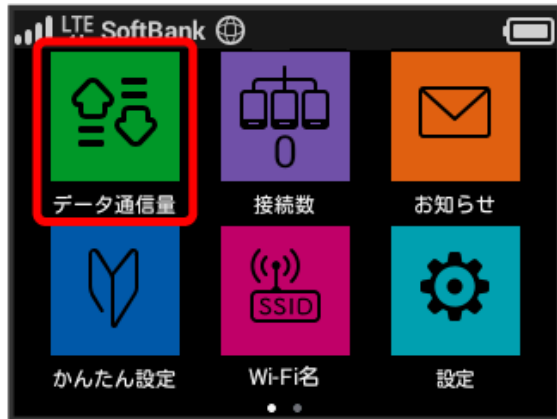 LTE SoftBank
0
データ通信量 接続数 お知らせ
SSID
かんたん設定 Wi-Fi名 設定